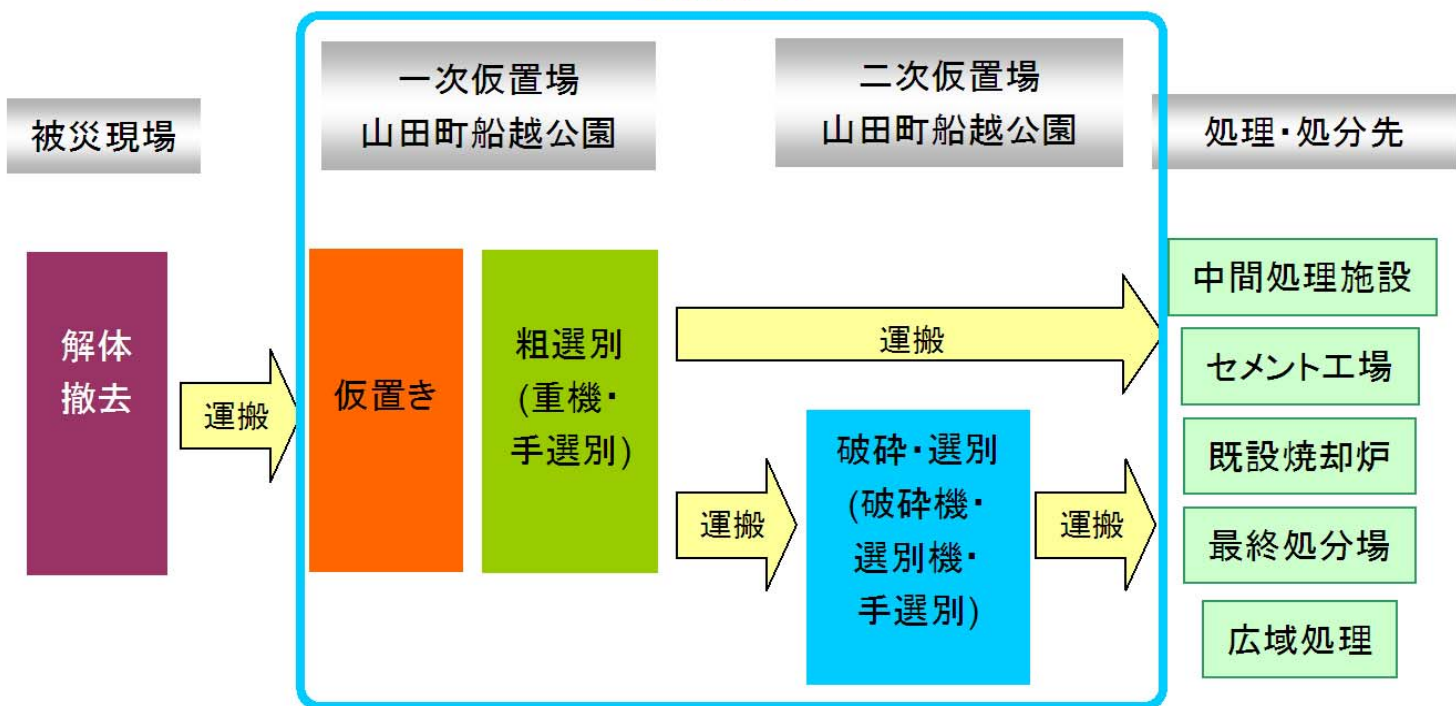 被災現場
一次仮置場
山田町船越公園
二次仮置場
山田町船越公園
処理・処分先
解体
撤去
運搬
仮置き
粗選別
(重機・
手選別)
運搬
運搬
破砕・選別
(破砕機・
選別機・
手選別)
運搬
中間処理施設
セメント工場
既設焼却炉
最終処分場
広域処理